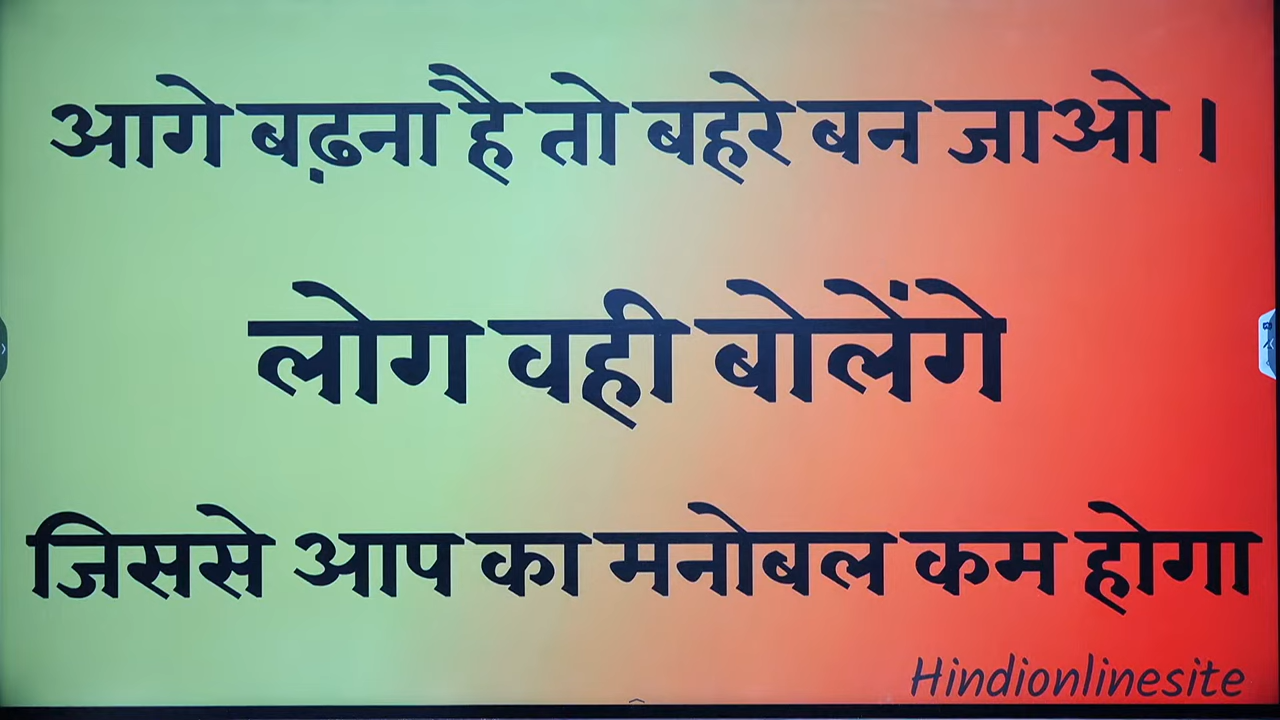 आगे बढ़ना है तो बहरे बन जाओ ।
लोग वही बोलेंगे
जिससे आप का मनोबल कम होगा
Hindionlinesite